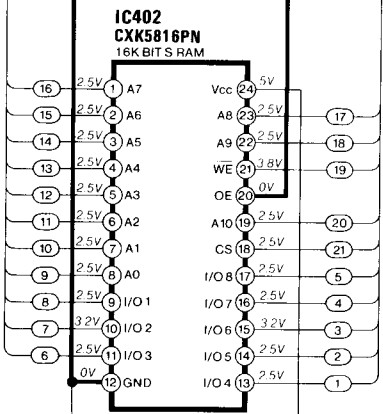 IC402
CXK5816PN
16K BIT S RAM
16 2.5V 1 A7 Vcc 24 5V
15 2.5V 2 A6 A8 23 2.5V 17
14 2.5V 3 A5 A9 22 2.5V 18
13 2.5V 4 A4 WE 21 3.8V 19
12 2.5V 5 A3 OE 20 0V
11 2.5V 6 A2 A10 19 2.5V 20
10 2.5V 7 A1 CS 18 2.5V 21
9 2.5V 8 A0 I/O 8 17 2.5V 5
8 2.5V 9 I/O 1 I/O 7 16 2.5V 4
7 3.2V 10 I/O 2 I/O 6 15 3.2V 3
6 2.5V 11 I/O 3 I/O 5 14 2.5V 2
0V 12 GND I/O 4 13 2.5V 1